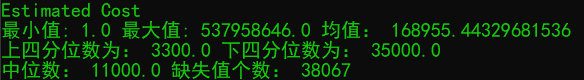 Estimated Cost
最小值: 1.0 最大值: 537958646.0 均值: 168955.44329681536
上四分位数为: 3300.0 下四分位数为: 35000.0
中位数: 11000.0 缺失值个数: 38067